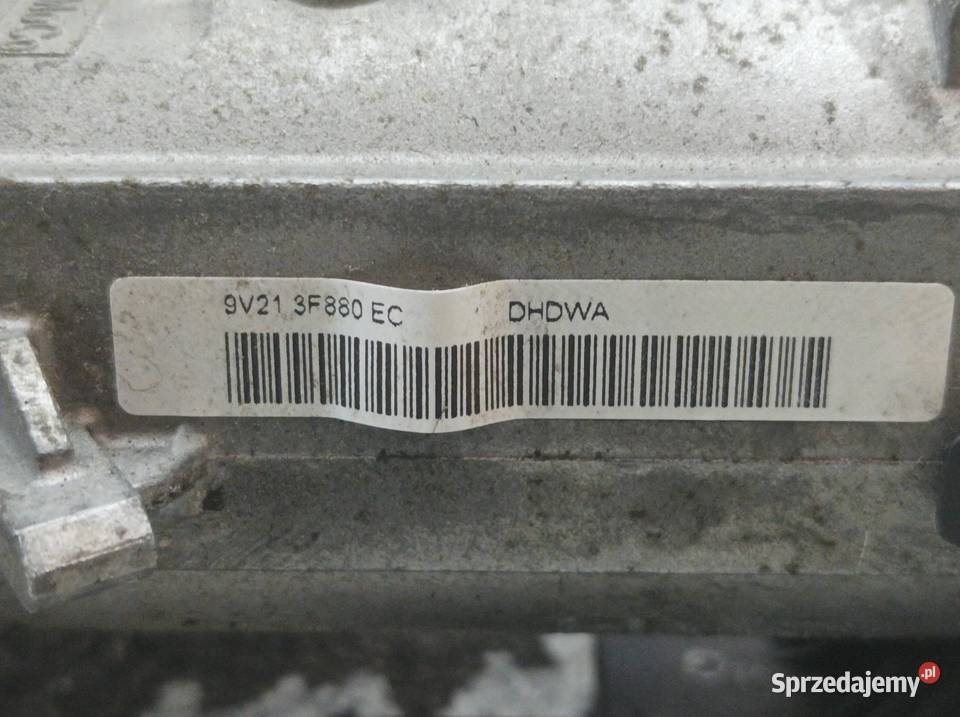 9V21 3F880 EC DHDWA
Sprzedajemy.pl